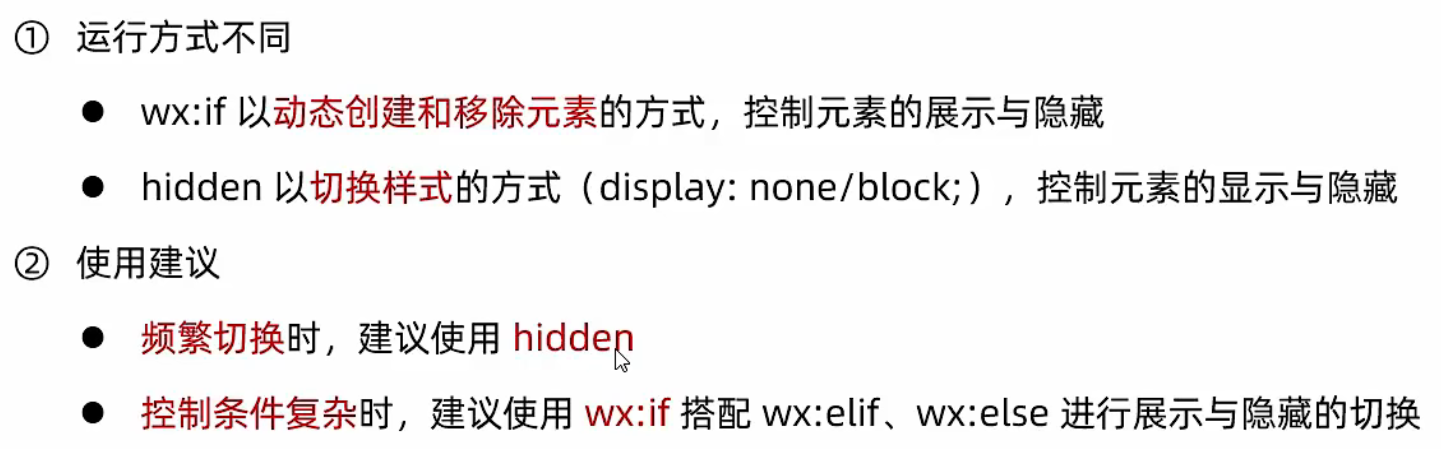 ① 运行方式不同
● wx:if 以动态创建和移除元素的方式，控制元素的展示与隐藏
● hidden 以切换样式的方式（display: none/block;），控制元素的显示与隐藏
② 使用建议
● 频繁切换时，建议使用 hidden
● 控制条件复杂时，建议使用 wx:if 搭配 wx:elif、wx:else 进行展示与隐藏的切换